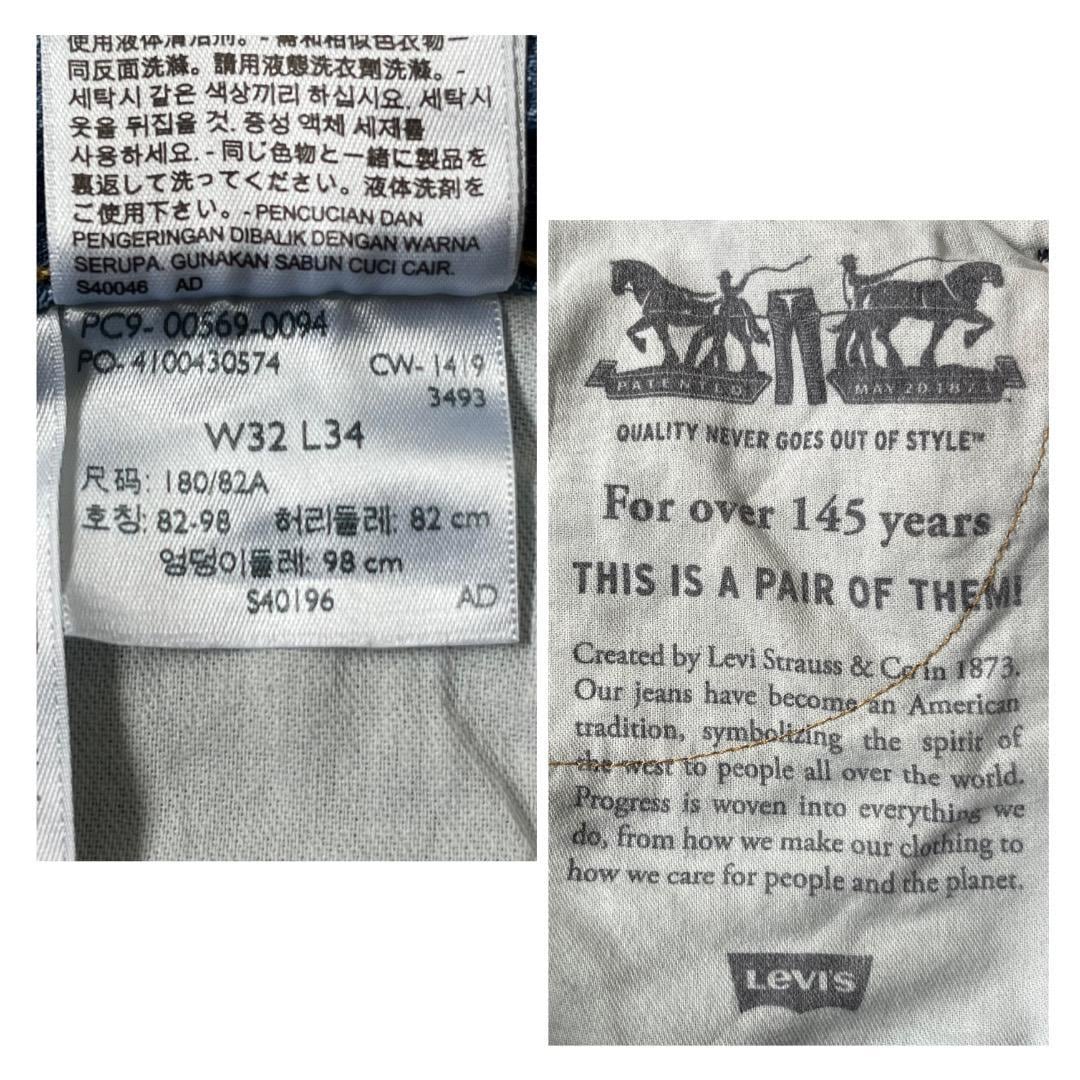 使用液体清洁剂。- 需和相似色衣物一
同反面洗滌。請用液態洗衣劑洗滌。-
세탁시 같은 색상끼리 하십시요. 세탁시
옷을 뒤집을 것. 중성 액체 세제를
사용하세요. - 同じ色物と一緒に製品を
裏返して洗ってください。液体洗剤を
ご使用下さい。- PENCUCIAN DAN
PENGERINGAN DIBALIK DENGAN WARNA
SERUPA. GUNAKAN SABUN CUCI CAIR.
S40046 AD
PC9- 00569-0094
PO- 4100430574 CW- 1419
3493
W32 L34
尺码: 180/82A
호칭: 82-98 허리둘레: 82 cm
엉덩이둘레: 98 cm
S40196 AD
PATENTED MAY 20 1873
QUALITY NEVER GOES OUT OF STYLE™
For over 145 years
THIS IS A PAIR OF THEM!
Created by Levi Strauss & Co in 1873.
Our jeans have become an American
tradition, symbolizing the spirit of
the west to people all over the world.
Progress is woven into everything we
do, from how we make our clothing to
how we care for people and the planet.
LEVI'S